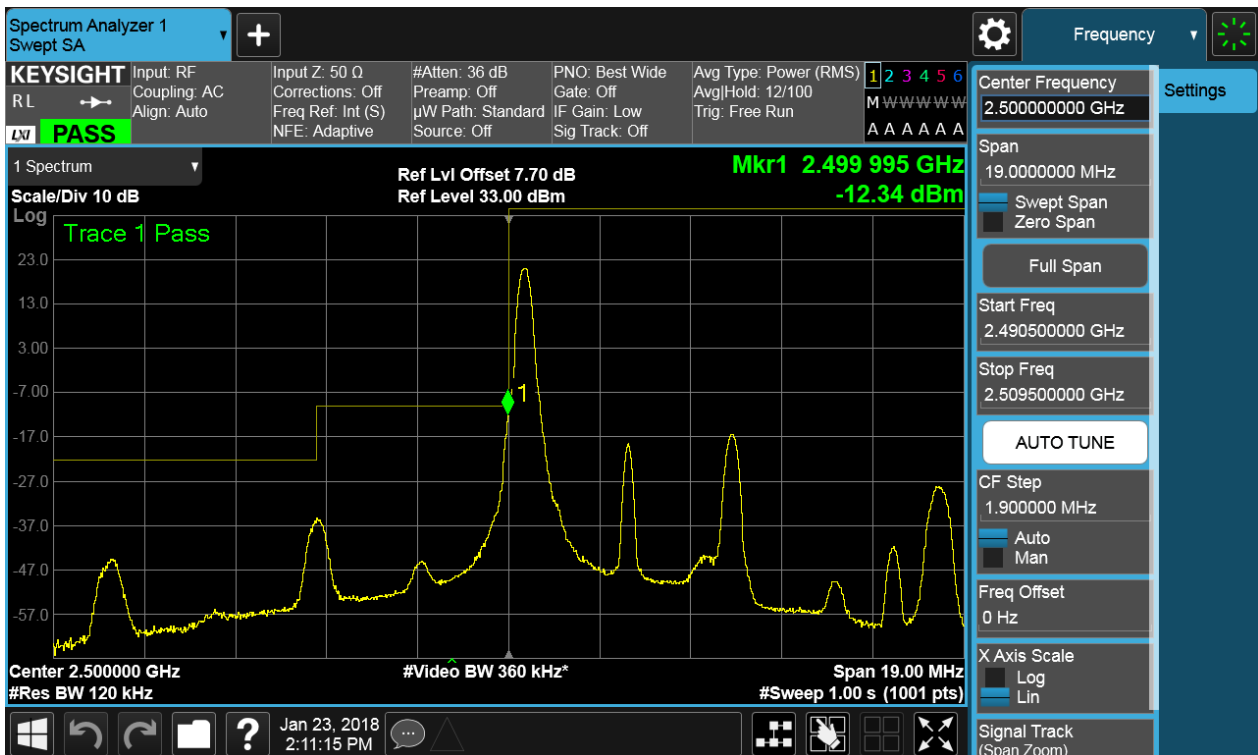 Spectrum Analyzer 1
Swept SA
+
Frequency
KEYSIGHT
RL
LXI PASS
Input: RF
Coupling: AC
Align: Auto
Input Z: 50 Ω
Corrections: Off
Freq Ref: Int (S)
NFE: Adaptive
#Atten: 36 dB
Preamp: Off
µW Path: Standard
Source: Off
PNO: Best Wide
Gate: Off
IF Gain: Low
Sig Track: Off
Avg Type: Power (RMS)
Avg|Hold: 12/100
Trig: Free Run
1 2 3 4 5 6
M W W W W W
A A A A A A
1 Spectrum
Scale/Div 10 dB
Ref Lvl Offset 7.70 dB
Ref Level 33.00 dBm
Mkr1 2.499 995 GHz
-12.34 dBm
Log
Trace 1 Pass
23.0
13.0
3.00
-7.00
1
-17.0
-27.0
-37.0
-47.0
-57.0
Center 2.500000 GHz
#Res BW 120 kHz
#Video BW 360 kHz*
Span 19.00 MHz
#Sweep 1.00 s (1001 pts)
Jan 23, 2018
2:11:15 PM
?
Center Frequency
2.500000000 GHz
Span
19.0000000 MHz
Swept Span
Zero Span
Full Span
Start Freq
2.490500000 GHz
Stop Freq
2.509500000 GHz
AUTO TUNE
CF Step
1.900000 MHz
Auto
Man
Freq Offset
0 Hz
X Axis Scale
Log
Lin
Signal Track
(Span Zoom)
Settings